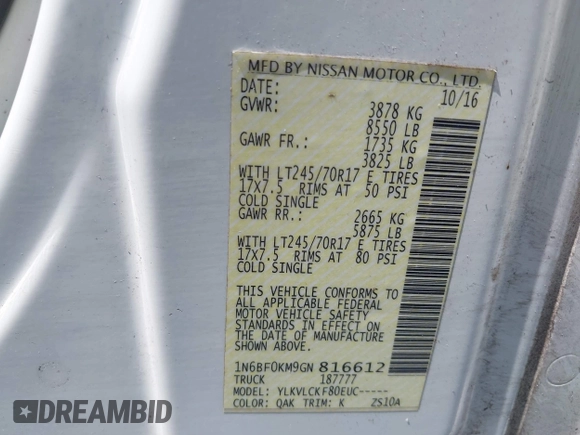 MFD BY NISSAN MOTOR CO., LTD.
DATE: 10/16
GVWR: 3878 KG
8550 LB
GAWR FR.: 1735 KG
3825 LB
WITH LT245/70R17 E TIRES
17X7.5 RIMS AT 50 PSI
COLD SINGLE
GAWR RR.: 2665 KG
5875 LB
WITH LT245/70R17 E TIRES
17X7.5 RIMS AT 80 PSI
COLD SINGLE
THIS VEHICLE CONFORMS TO
ALL APPLICABLE FEDERAL
MOTOR VEHICLE SAFETY
STANDARDS IN EFFECT ON
THE DATE OF MANUFACTURE
SHOWN ABOVE.
1N6BF0KM9GN816612
TRUCK 187777
MODEL: YLKVLCKF80EUC-----
COLOR: QAK TRIM: K ZS10A
DREAMBID
.COM